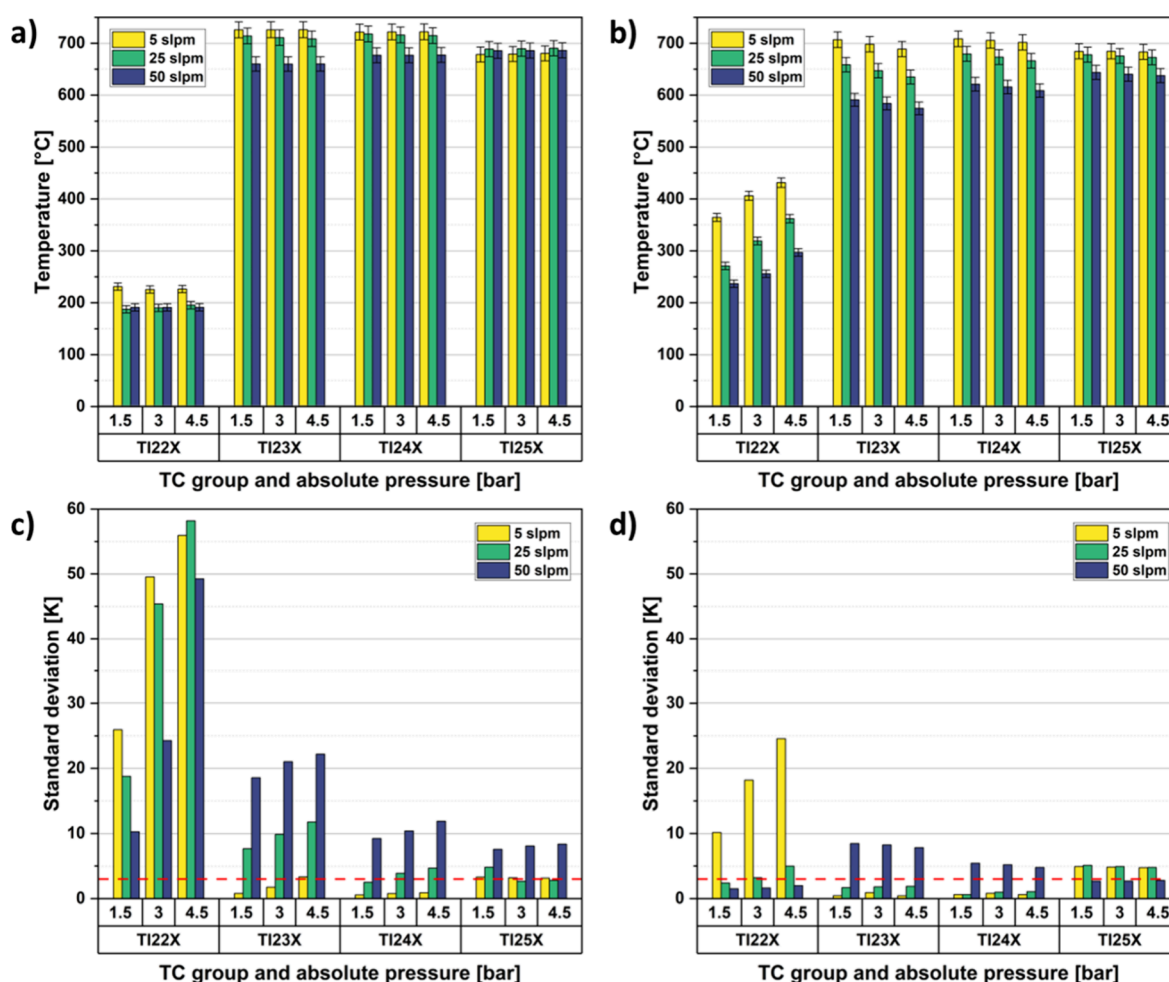 a)
5 slpm
25 slpm
50 slpm
Temperature [°C]
700
600
500
400
300
200
100
0
1.5 3 4.5 1.5 3 4.5 1.5 3 4.5 1.5 3 4.5
TI22X TI23X TI24X TI25X
TC group and absolute pressure [bar]
b)
5 slpm
25 slpm
50 slpm
Temperature [°C]
700
600
500
400
300
200
100
0
1.5 3 4.5 1.5 3 4.5 1.5 3 4.5 1.5 3 4.5
TI22X TI23X TI24X TI25X
TC group and absolute pressure [bar]
c)
5 slpm
25 slpm
50 slpm
Standard deviation [K]
60
50
40
30
20
10
0
1.5 3 4.5 1.5 3 4.5 1.5 3 4.5 1.5 3 4.5
TI22X TI23X TI24X TI25X
TC group and absolute pressure [bar]
d)
5 slpm
25 slpm
50 slpm
Standard deviation [K]
60
50
40
30
20
10
0
1.5 3 4.5 1.5 3 4.5 1.5 3 4.5 1.5 3 4.5
TI22X TI23X TI24X TI25X
TC group and absolute pressure [bar]